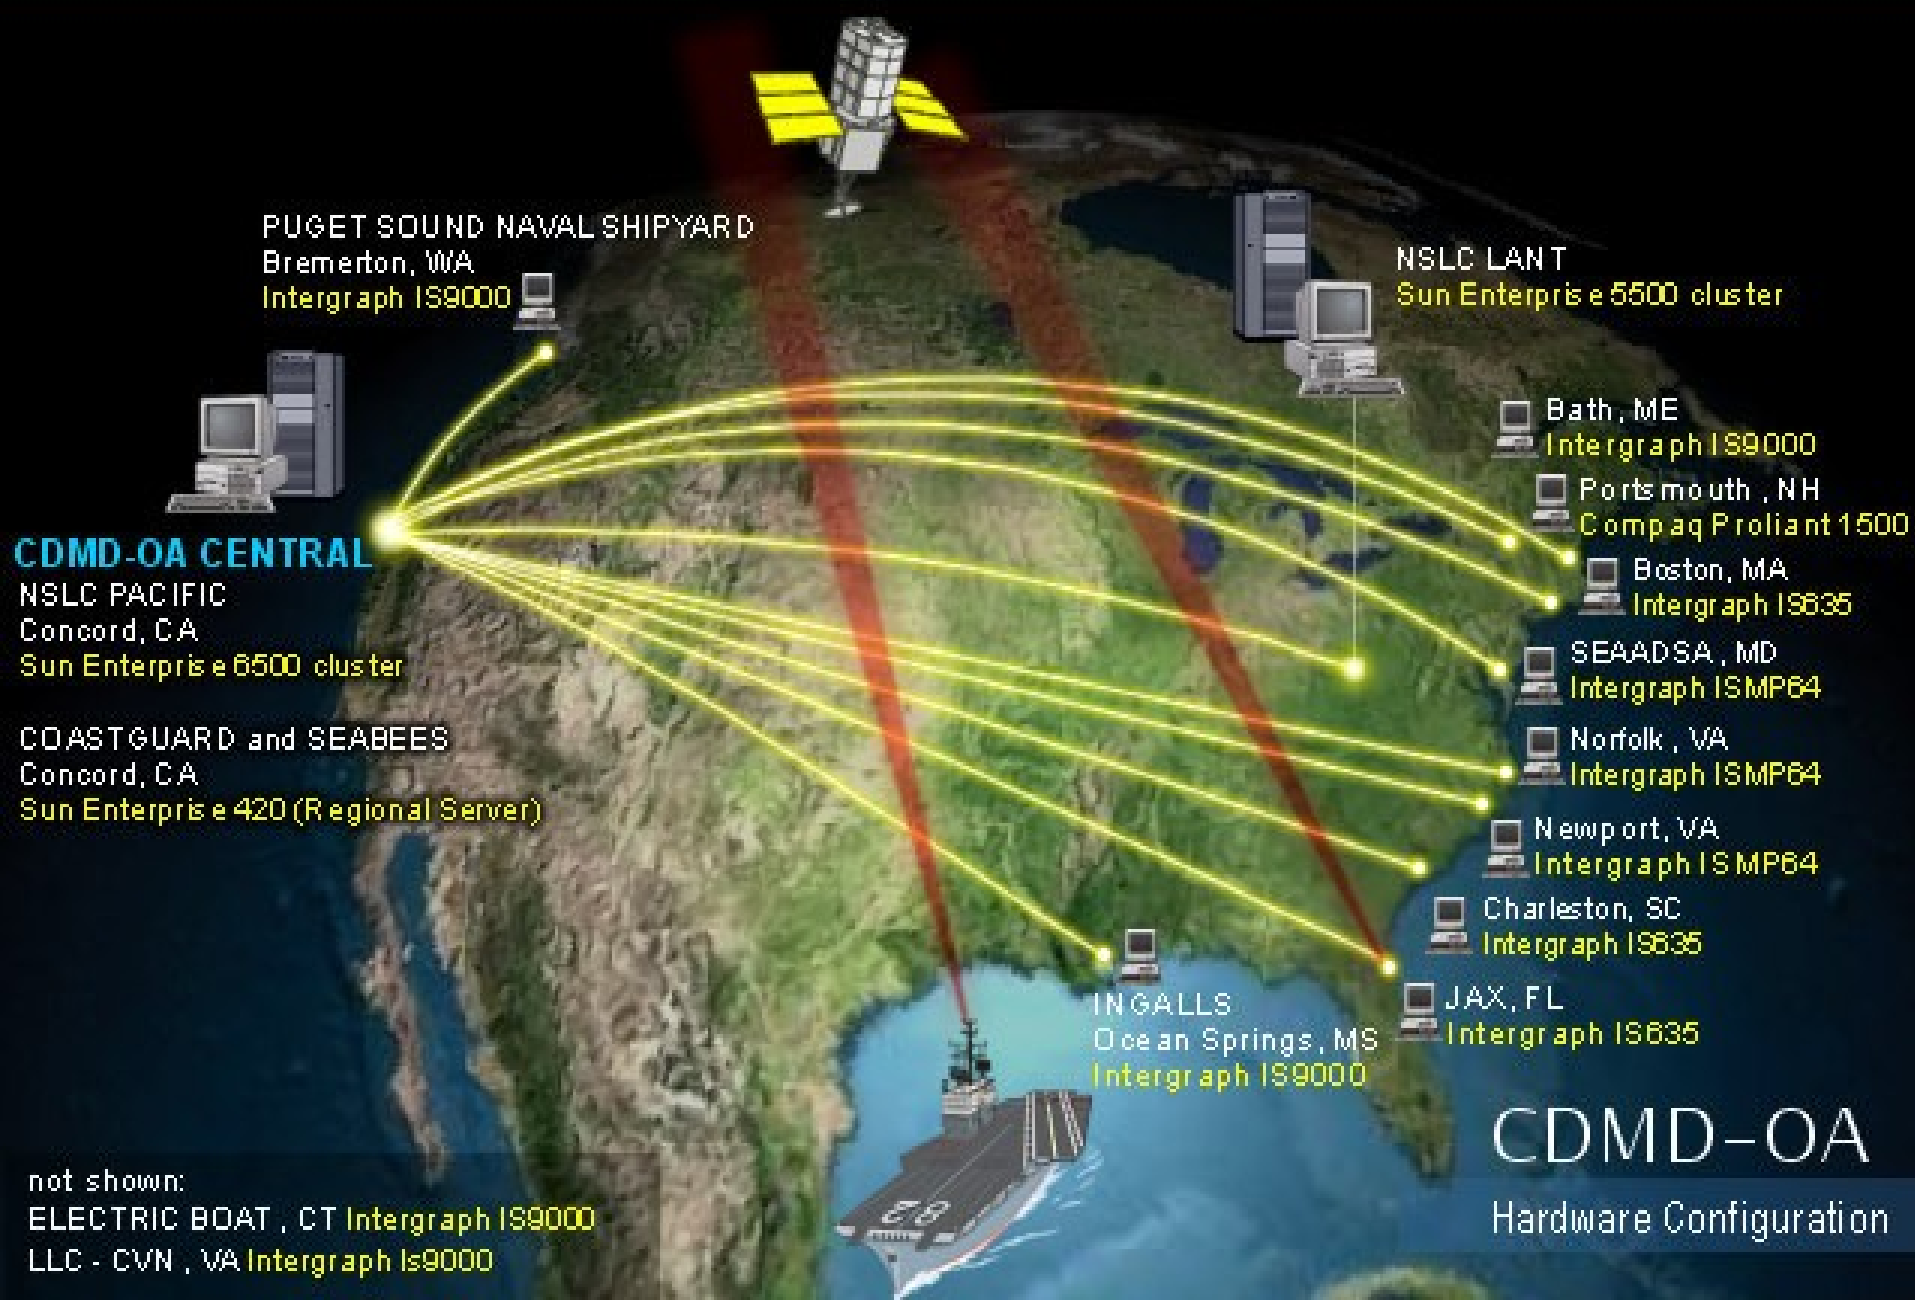 PUGET SOUND NAVAL SHIPYARD
Bremerton, WA
Intergraph IS9000
NSLC LANT
Sun Enterprise 5500 cluster
Bath, ME
Intergraph IS9000
Portsmouth, NH
Compaq Proliant 1500
Boston, MA
Intergraph IS635
SEAADSA, MD
Intergraph ISMP64
Norfolk, VA
Intergraph ISMP64
Newport, VA
Intergraph ISMP64
Charleston, SC
Intergraph IS635
JAX, FL
Intergraph IS635
INGALLS
Ocean Springs, MS
Intergraph IS9000
CDMD-OA CENTRAL
NSLC PACIFIC
Concord, CA
Sun Enterprise 6500 cluster
COASTGUARD and SEABEES
Concord, CA
Sun Enterprise 420 (Regional Server)
not shown:
ELECTRIC BOAT, CT Intergraph IS9000
LLC - CVN, VA Intergraph Is9000
CDMD-OA
Hardware Configuration